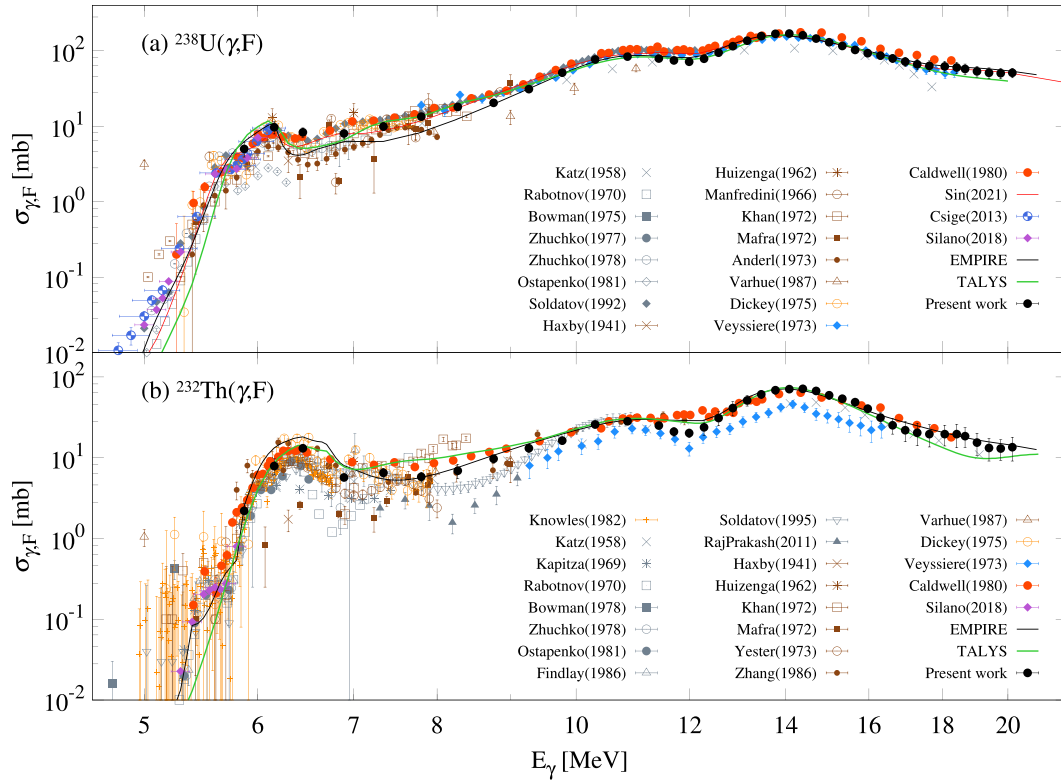 (a) ²³⁸U(γ,F)
10²
10¹
10⁰
10⁻¹
10⁻²
σγ,F [mb]
Katz(1958)
Rabotnov(1970)
Bowman(1975)
Zhuchko(1977)
Zhuchko(1978)
Ostapenko(1981)
Soldatov(1992)
Haxby(1941)
Huizenga(1962)
Manfredini(1966)
Khan(1972)
Mafra(1972)
Anderl(1973)
Varhue(1987)
Dickey(1975)
Veyssiere(1973)
Caldwell(1980)
Sin(2021)
Csige(2013)
Silano(2018)
EMPIRE
TALYS
Present work
(b) ²³²Th(γ,F)
10²
10¹
10⁰
10⁻¹
10⁻²
σγ,F [mb]
Knowles(1982)
Katz(1958)
Kapitza(1969)
Rabotnov(1970)
Bowman(1978)
Zhuchko(1978)
Ostapenko(1981)
Findlay(1986)
Soldatov(1995)
RajPrakash(2011)
Haxby(1941)
Huizenga(1962)
Khan(1972)
Mafra(1972)
Yester(1973)
Zhang(1986)
Varhue(1987)
Dickey(1975)
Veyssiere(1973)
Caldwell(1980)
Silano(2018)
EMPIRE
TALYS
Present work
5 6 7 8 10 12 14 16 18 20
Eγ [MeV]